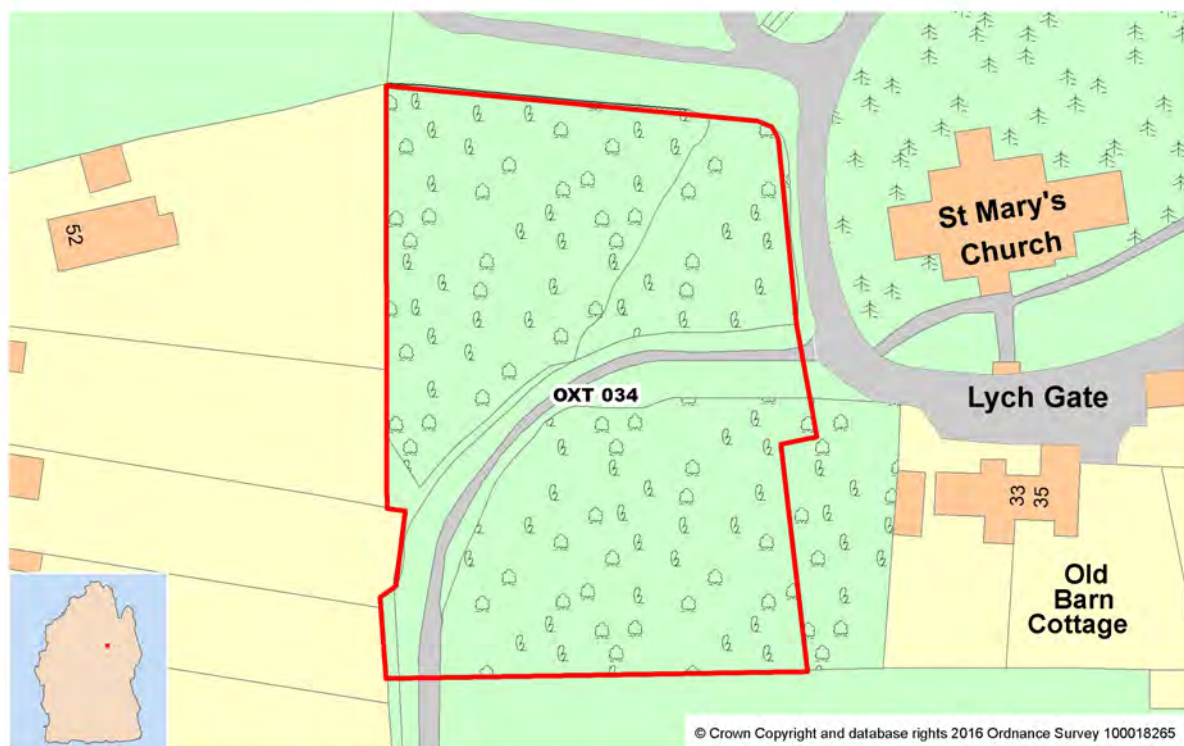 52
St Mary's
Church
OXT 034
Lych Gate
33
35
Old
Barn
Cottage
© Crown Copyright and database rights 2016 Ordnance Survey 100018265